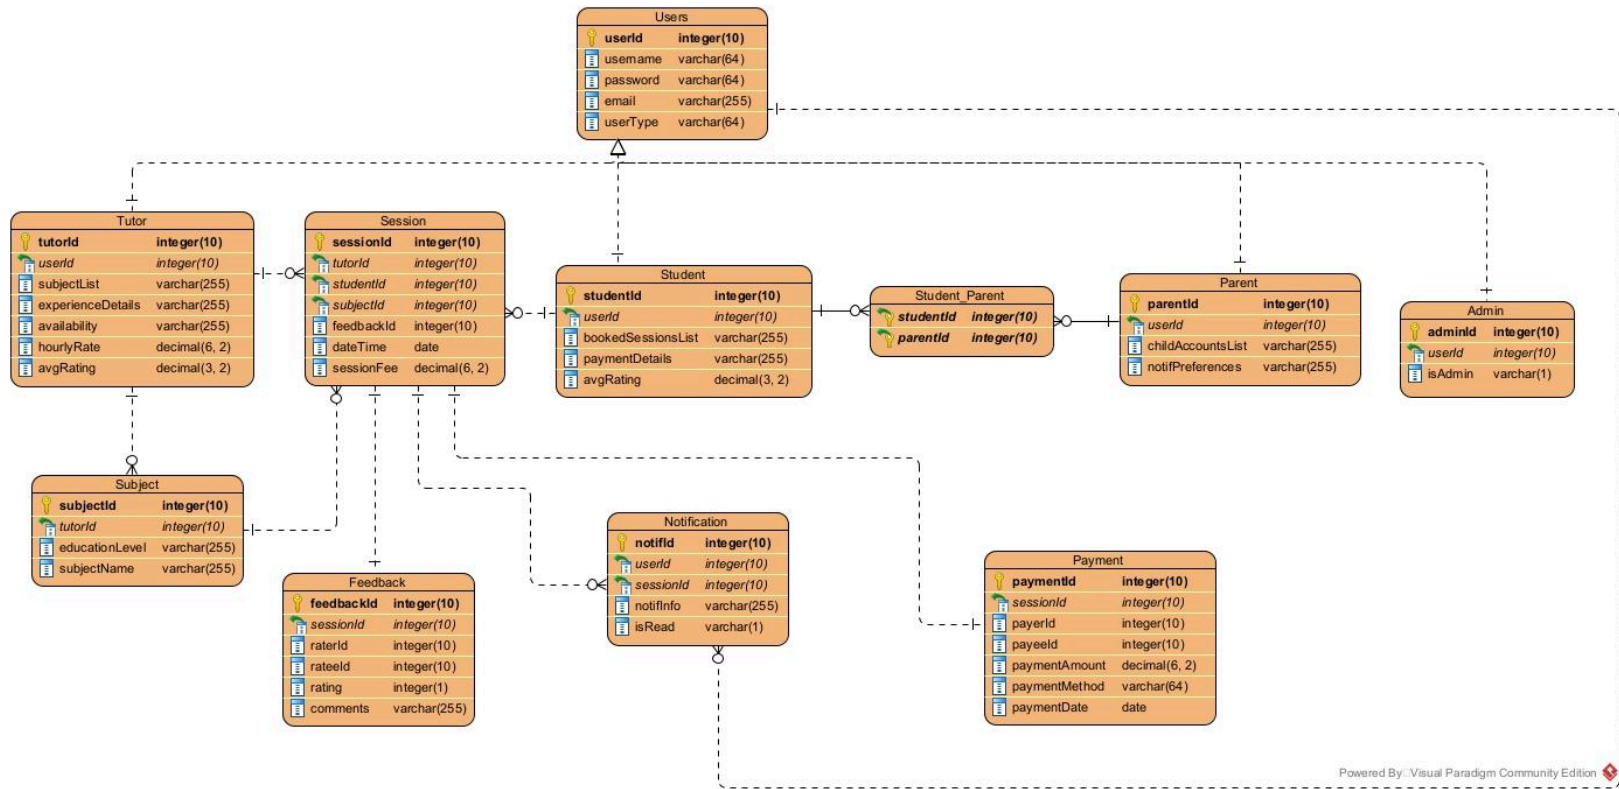 Users
userId integer(10)
username varchar(64)
password varchar(64)
email varchar(255)
userType varchar(64)
Tutor
tutorId integer(10)
userId integer(10)
subjectList varchar(255)
experienceDetails varchar(255)
availability varchar(255)
hourlyRate decimal(6, 2)
avgRating decimal(3, 2)
Session
sessionId integer(10)
tutorId integer(10)
studentId integer(10)
subjectId integer(10)
feedbackId integer(10)
dateTime date
sessionFee decimal(6, 2)
Student
studentId integer(10)
userId integer(10)
bookedSessionsList varchar(255)
paymentDetails varchar(255)
avgRating decimal(3, 2)
Student_Parent
studentId integer(10)
parentId integer(10)
Parent
parentId integer(10)
userId integer(10)
childAccountsList varchar(255)
notifPreferences varchar(255)
Admin
adminId integer(10)
userId integer(10)
isAdmin varchar(1)
Subject
subjectId integer(10)
tutorId integer(10)
educationLevel varchar(255)
subjectName varchar(255)
Feedback
feedbackId integer(10)
sessionId integer(10)
raterId integer(10)
rateeId integer(10)
rating integer(1)
comments varchar(255)
Notification
notifId integer(10)
userId integer(10)
sessionId integer(10)
notifInfo varchar(255)
isRead varchar(1)
Payment
paymentId integer(10)
sessionId integer(10)
payerId integer(10)
payeeId integer(10)
paymentAmount decimal(6, 2)
paymentMethod varchar(64)
paymentDate date
Powered By Visual Paradigm Community Edition